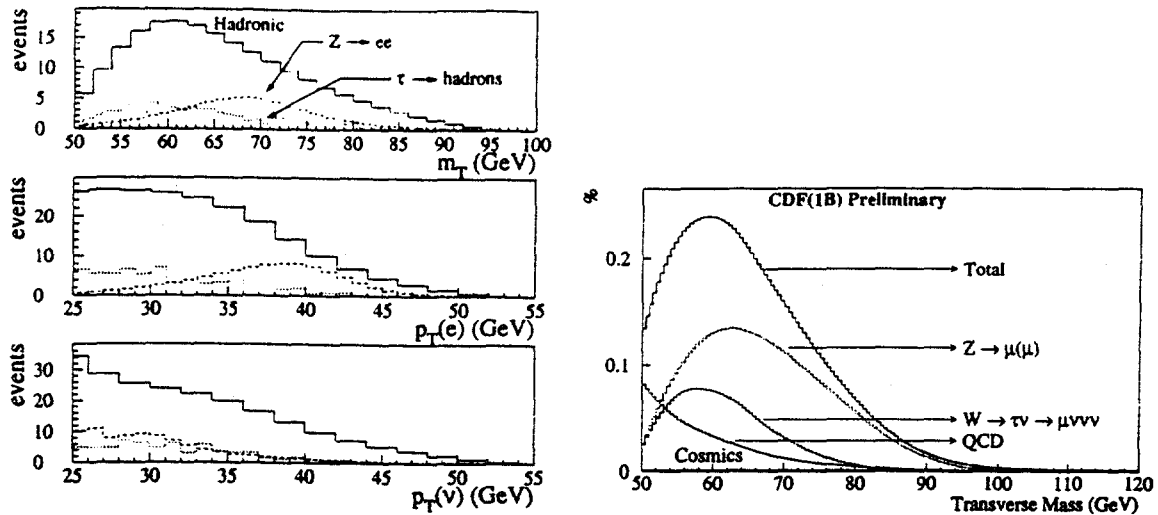 events
15
10
5
0
Hadronic
Z → ee
τ → hadrons
50 55 60 65 70 75 80 85 90 95 100
m_T (GeV)
events
20
10
0
25 30 35 40 45 50 55
p_T(e) (GeV)
events
30
20
10
0
25 30 35 40 45 50 55
p_T(ν) (GeV)
%
CDF(1B) Preliminary
0.2
0.1
0
Total
Z → μ(μ)
W → τν → μννν
QCD
Cosmics
50 60 70 80 90 100 110 120
Transverse Mass (GeV)